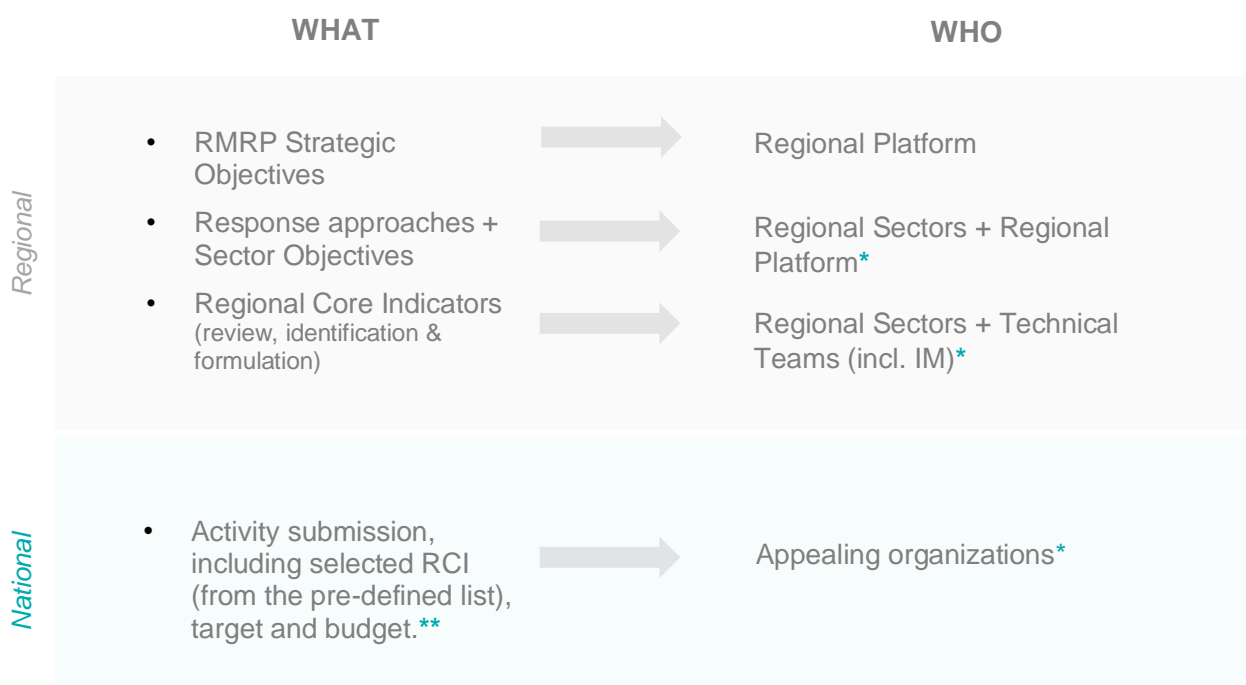 WHAT
WHO
Regional
• RMRP Strategic
Objectives
Regional Platform
• Response approaches +
Sector Objectives
Regional Sectors + Regional
Platform*
• Regional Core Indicators
(review, identification &
formulation)
Regional Sectors + Technical
Teams (incl. IM)*
National
• Activity submission,
including selected RCI
(from the pre-defined list),
target and budget.**
Appealing organizations*